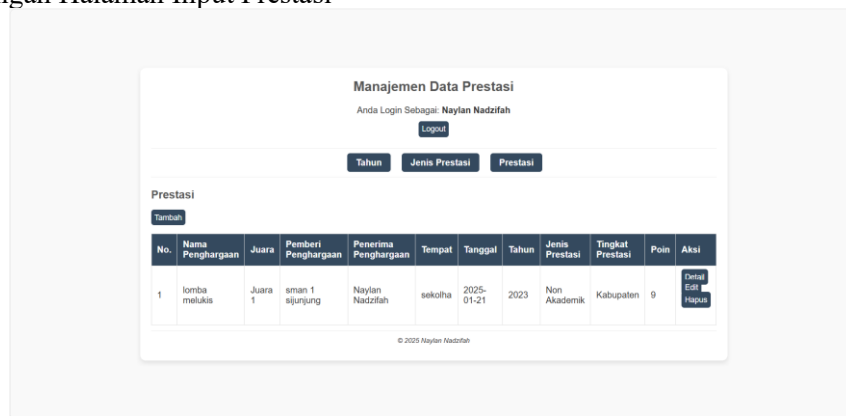 Halaman Input Prestasi
Manajemen Data Prestasi
Anda Login Sebagai: Naylan Nadzifah
Logout
Tahun Jenis Prestasi Prestasi
Prestasi
Tambah
No. Nama Penghargaan Juara Pemberi Penghargaan Penerima Penghargaan Tempat Tanggal Tahun Jenis Prestasi Tingkat Prestasi Poin Aksi
1 lomba melukis Juara 1 sman 1 sijunjung Naylan Nadzifah sekolha 2025-01-21 2023 Non Akademik Kabupaten 9 Detail Edit Hapus
© 2025 Naylan Nadzifah